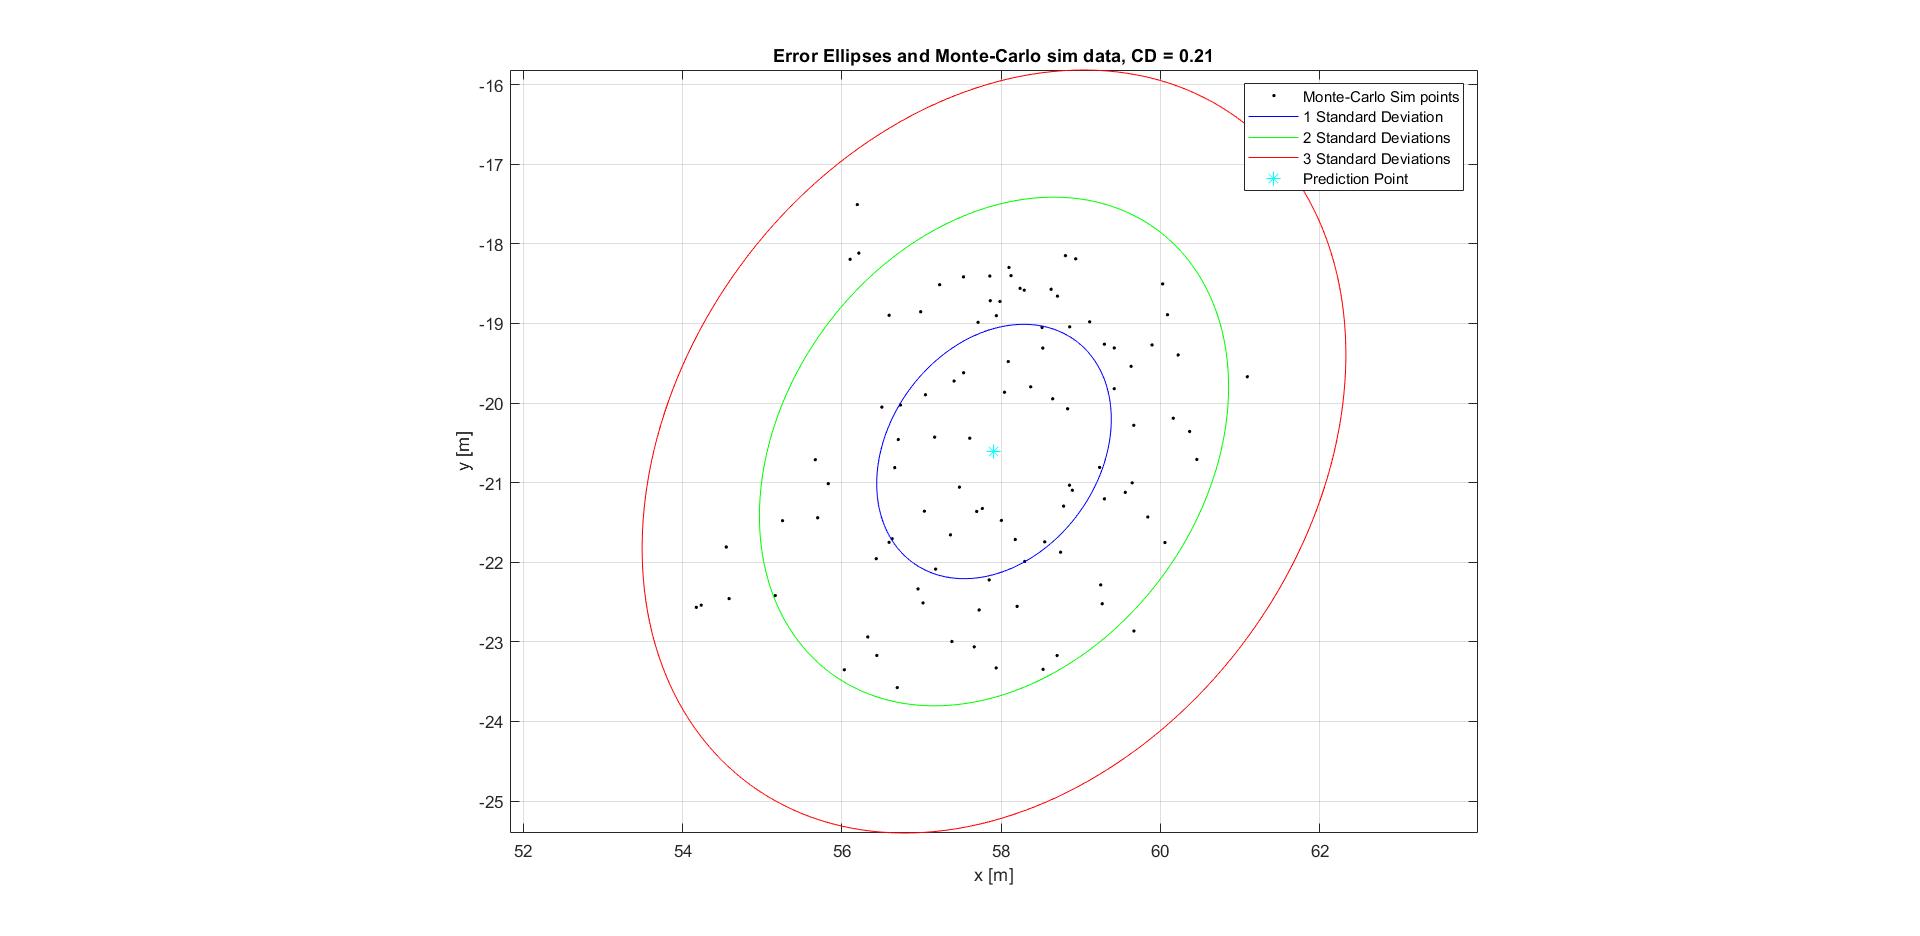 Error Ellipses and Monte-Carlo sim data, CD = 0.21
Monte-Carlo Sim points
1 Standard Deviation
2 Standard Deviations
3 Standard Deviations
Prediction Point
-16
-17
-18
-19
-20
-21
-22
-23
-24
-25
y [m]
52 54 56 58 60 62
x [m]